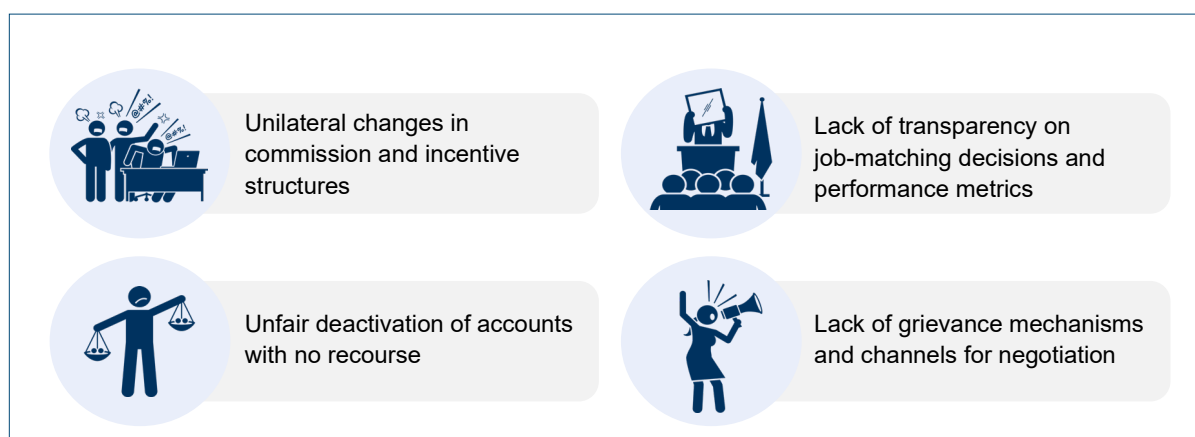 @#%!
@#%!
Unilateral changes in
commission and incentive
structures
Lack of transparency on
job-matching decisions and
performance metrics
Unfair deactivation of accounts
with no recourse
Lack of grievance mechanisms
and channels for negotiation